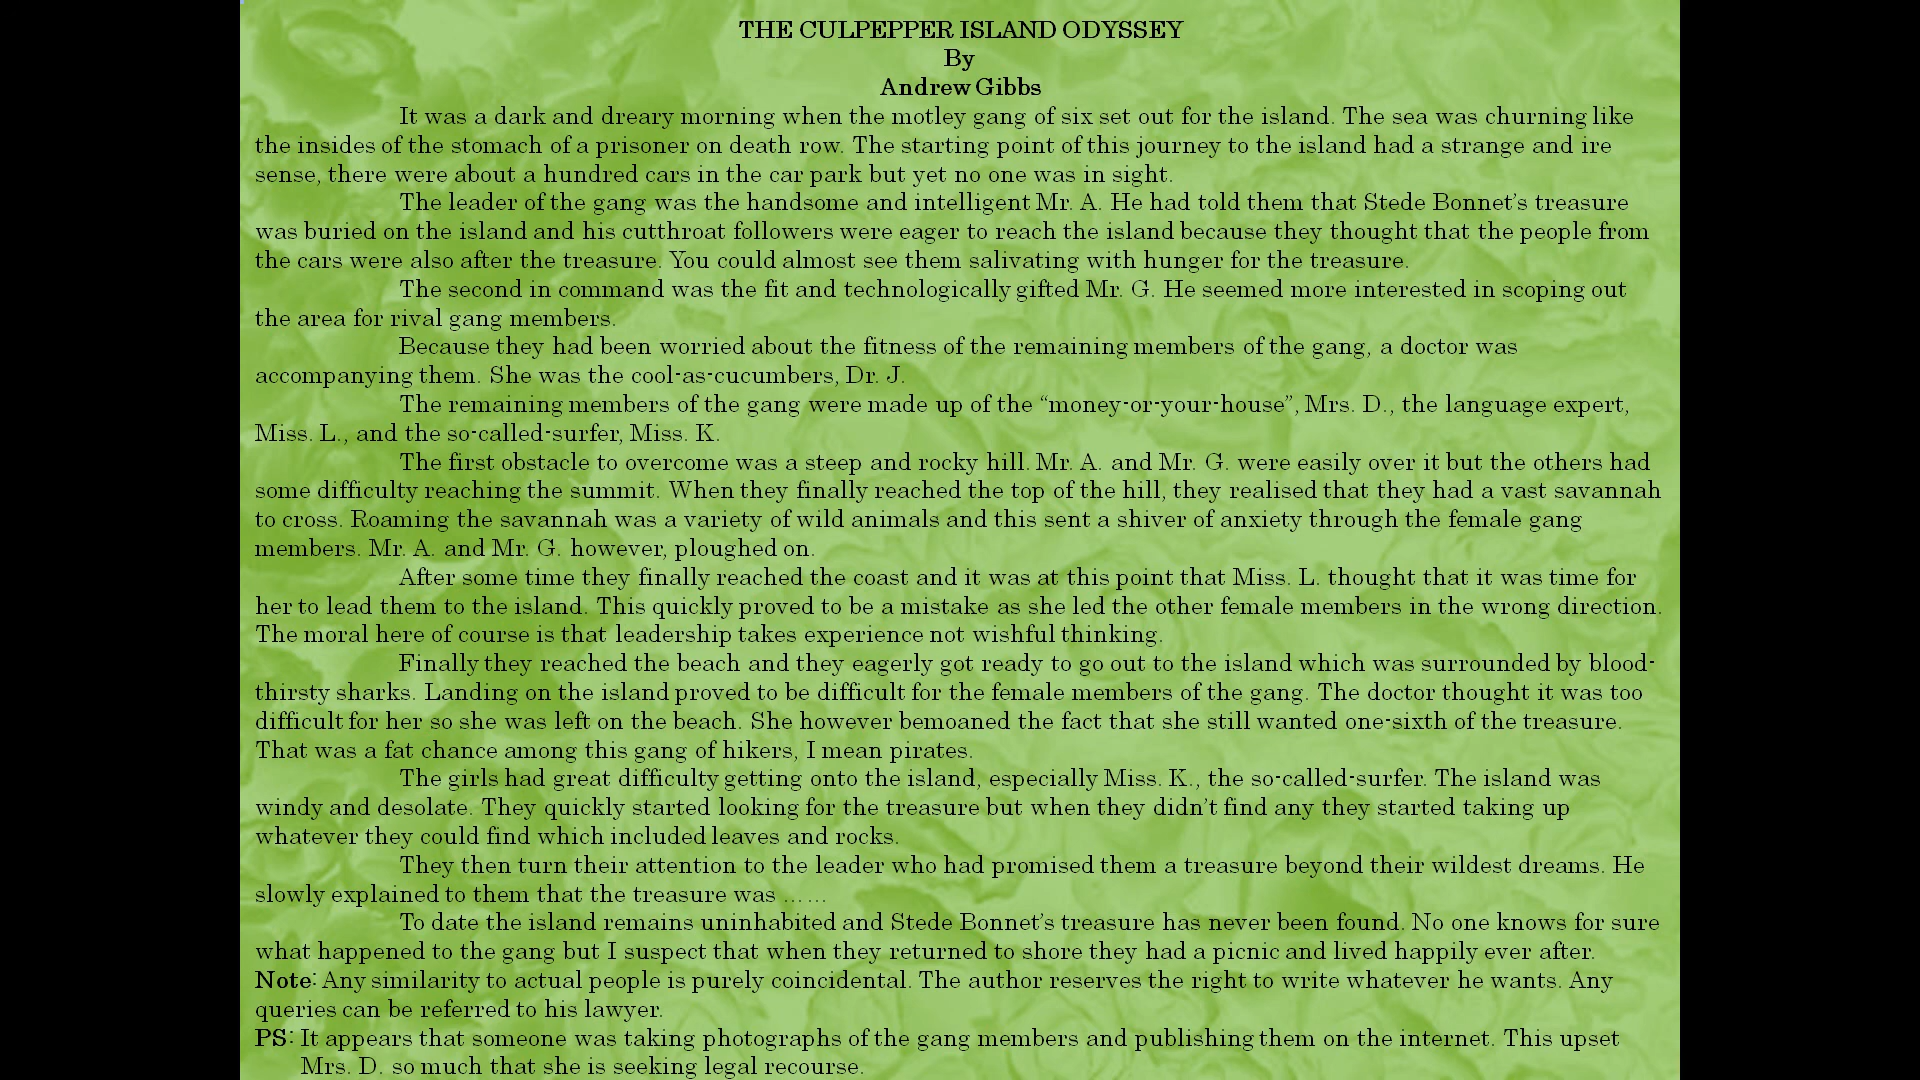 THE CULPEPPER ISLAND ODYSSEY
By
Andrew Gibbs
It was a dark and dreary morning when the motley gang of six set out for the island. The sea was churning like
the insides of the stomach of a prisoner on death row. The starting point of this journey to the island had a strange and ire
sense, there were about a hundred cars in the car park but yet no one was in sight.
The leader of the gang was the handsome and intelligent Mr. A. He had told them that Stede Bonnet’s treasure
was buried on the island and his cutthroat followers were eager to reach the island because they thought that the people from
the cars were also after the treasure. You could almost see them salivating with hunger for the treasure.
The second in command was the fit and technologically gifted Mr. G. He seemed more interested in scoping out
the area for rival gang members.
Because they had been worried about the fitness of the remaining members of the gang, a doctor was
accompanying them. She was the cool-as-cucumbers, Dr. J.
The remaining members of the gang were made up of the “money-or-your-house”, Mrs. D., the language expert,
Miss. L., and the so-called-surfer, Miss. K.
The first obstacle to overcome was a steep and rocky hill. Mr. A. and Mr. G. were easily over it but the others had
some difficulty reaching the summit. When they finally reached the top of the hill, they realised that they had a vast savannah
to cross. Roaming the savannah was a variety of wild animals and this sent a shiver of anxiety through the female gang
members. Mr. A. and Mr. G. however, ploughed on.
After some time they finally reached the coast and it was at this point that Miss. L. thought that it was time for
her to lead them to the island. This quickly proved to be a mistake as she led the other female members in the wrong direction.
The moral here of course is that leadership takes experience not wishful thinking.
Finally they reached the beach and they eagerly got ready to go out to the island which was surrounded by blood-
thirsty sharks. Landing on the island proved to be difficult for the female members of the gang. The doctor thought it was too
difficult for her so she was left on the beach. She however bemoaned the fact that she still wanted one-sixth of the treasure.
That was a fat chance among this gang of hikers, I mean pirates.
The girls had great difficulty getting onto the island, especially Miss. K., the so-called-surfer. The island was
windy and desolate. They quickly started looking for the treasure but when they didn’t find any they started taking up
whatever they could find which included leaves and rocks.
They then turn their attention to the leader who had promised them a treasure beyond their wildest dreams. He
slowly explained to them that the treasure was ……
To date the island remains uninhabited and Stede Bonnet’s treasure has never been found. No one knows for sure
what happened to the gang but I suspect that when they returned to shore they had a picnic and lived happily ever after.
Note: Any similarity to actual people is purely coincidental. The author reserves the right to write whatever he wants. Any
queries can be referred to his lawyer.
PS: It appears that someone was taking photographs of the gang members and publishing them on the internet. This upset
Mrs. D. so much that she is seeking legal recourse.